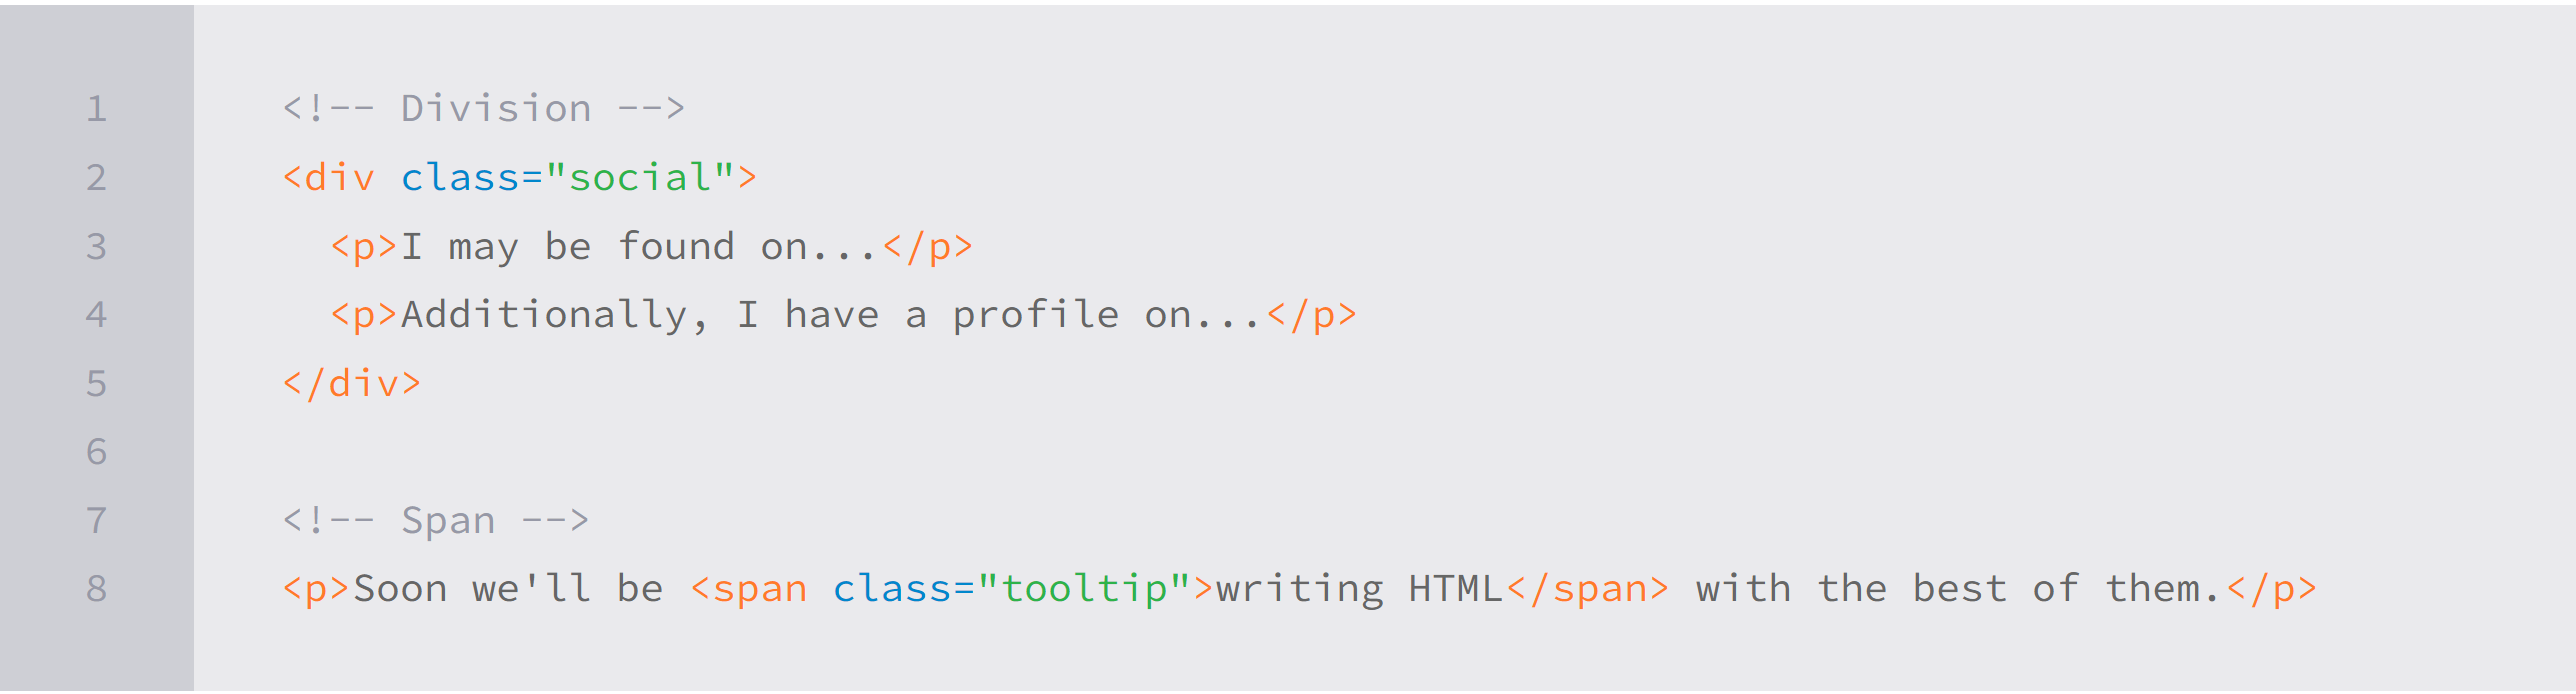 1 <!-- Division -->
2 <div class="social">
3   <p>I may be found on...</p>
4   <p>Additionally, I have a profile on...</p>
5 </div>
6
7 <!-- Span -->
8 <p>Soon we'll be <span class="tooltip">writing HTML</span> with the best of them.</p>